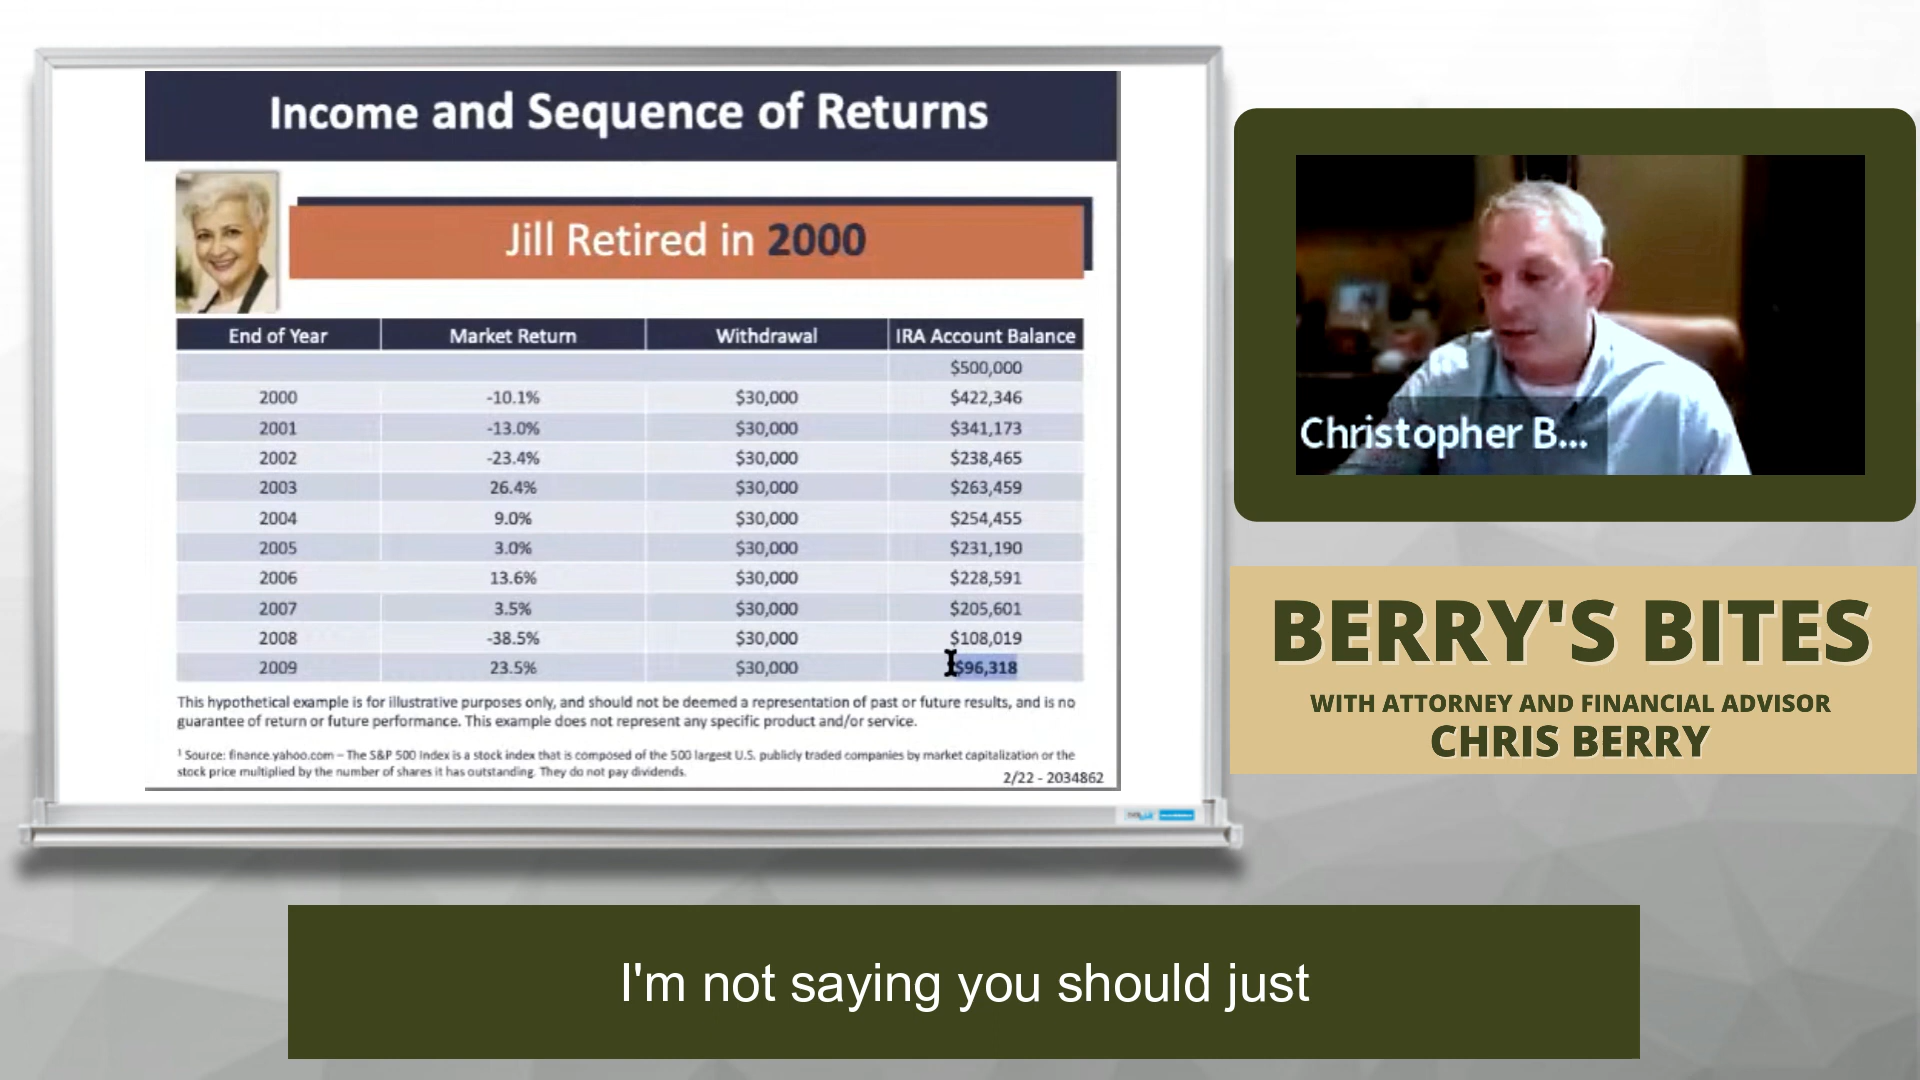 Income and Sequence of Returns
Jill Retired in 2000
End of Year Market Return Withdrawal IRA Account Balance
$500,000
2000 -10.1% $30,000 $422,346
2001 -13.0% $30,000 $341,173
2002 -23.4% $30,000 $238,465
2003 26.4% $30,000 $263,459
2004 9.0% $30,000 $254,455
2005 3.0% $30,000 $231,190
2006 13.6% $30,000 $228,591
2007 3.5% $30,000 $205,601
2008 -38.5% $30,000 $108,019
2009 23.5% $30,000 $96,318
This hypothetical example is for illustrative purposes only, and should not be deemed a representation of past or future results, and is no
guarantee of return or future performance. This example does not represent any specific product and/or service.
1 Source: finance.yahoo.com – The S&P 500 Index is a stock index that is composed of the 500 largest U.S. publicly traded companies by market capitalization or the
stock price multiplied by the number of shares it has outstanding. They do not pay dividends.
2/22 - 2034862
Christopher B...
BERRY'S BITES
WITH ATTORNEY AND FINANCIAL ADVISOR
CHRIS BERRY
I'm not saying you should just